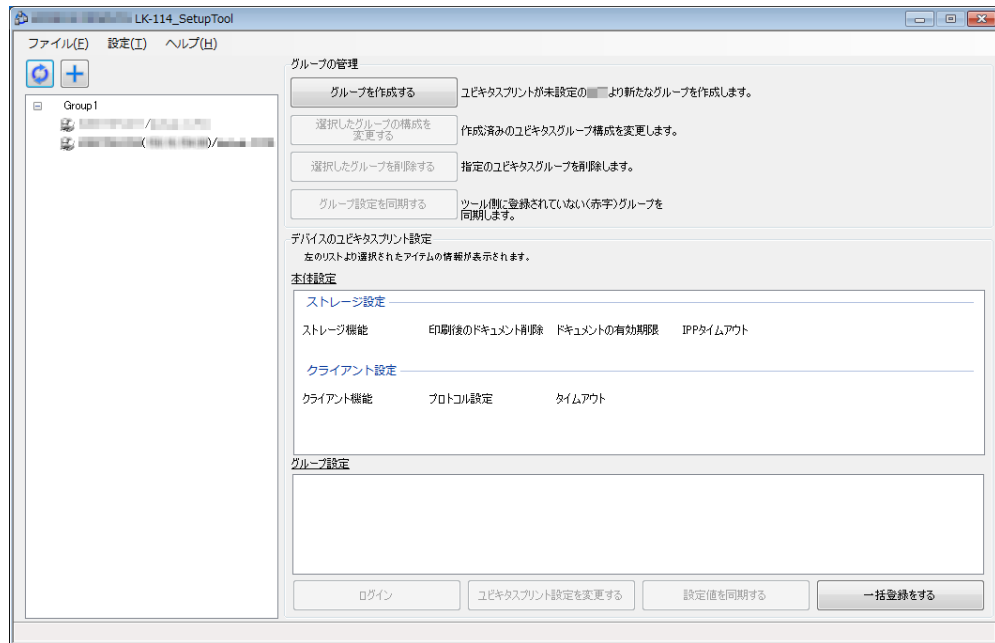 LK-114_SetupTool
ファイル(F) 設定(T) ヘルプ(H)
グループの管理
グループを作成する
ユビキタスプリントが未設定の より新たなグループを作成します。
選択したグループの構成を
変更する
作成済みのユビキタスグループ構成を変更します。
選択したグループを削除する
指定のユビキタスグループを削除します。
グループ設定を同期する
ツール側に登録されていない(赤字)グループを
同期します。
Group1
デバイスのユビキタスプリント設定
左のリストより選択されたアイテムの情報が表示されます。
本体設定
ストレージ設定
ストレージ機能 印刷後のドキュメント削除 ドキュメントの有効期限 IPPタイムアウト
クライアント設定
クライアント機能 プロトコル設定 タイムアウト
グループ設定
ログイン ユビキタスプリント設定を変更する 設定値を同期する 一括登録をする